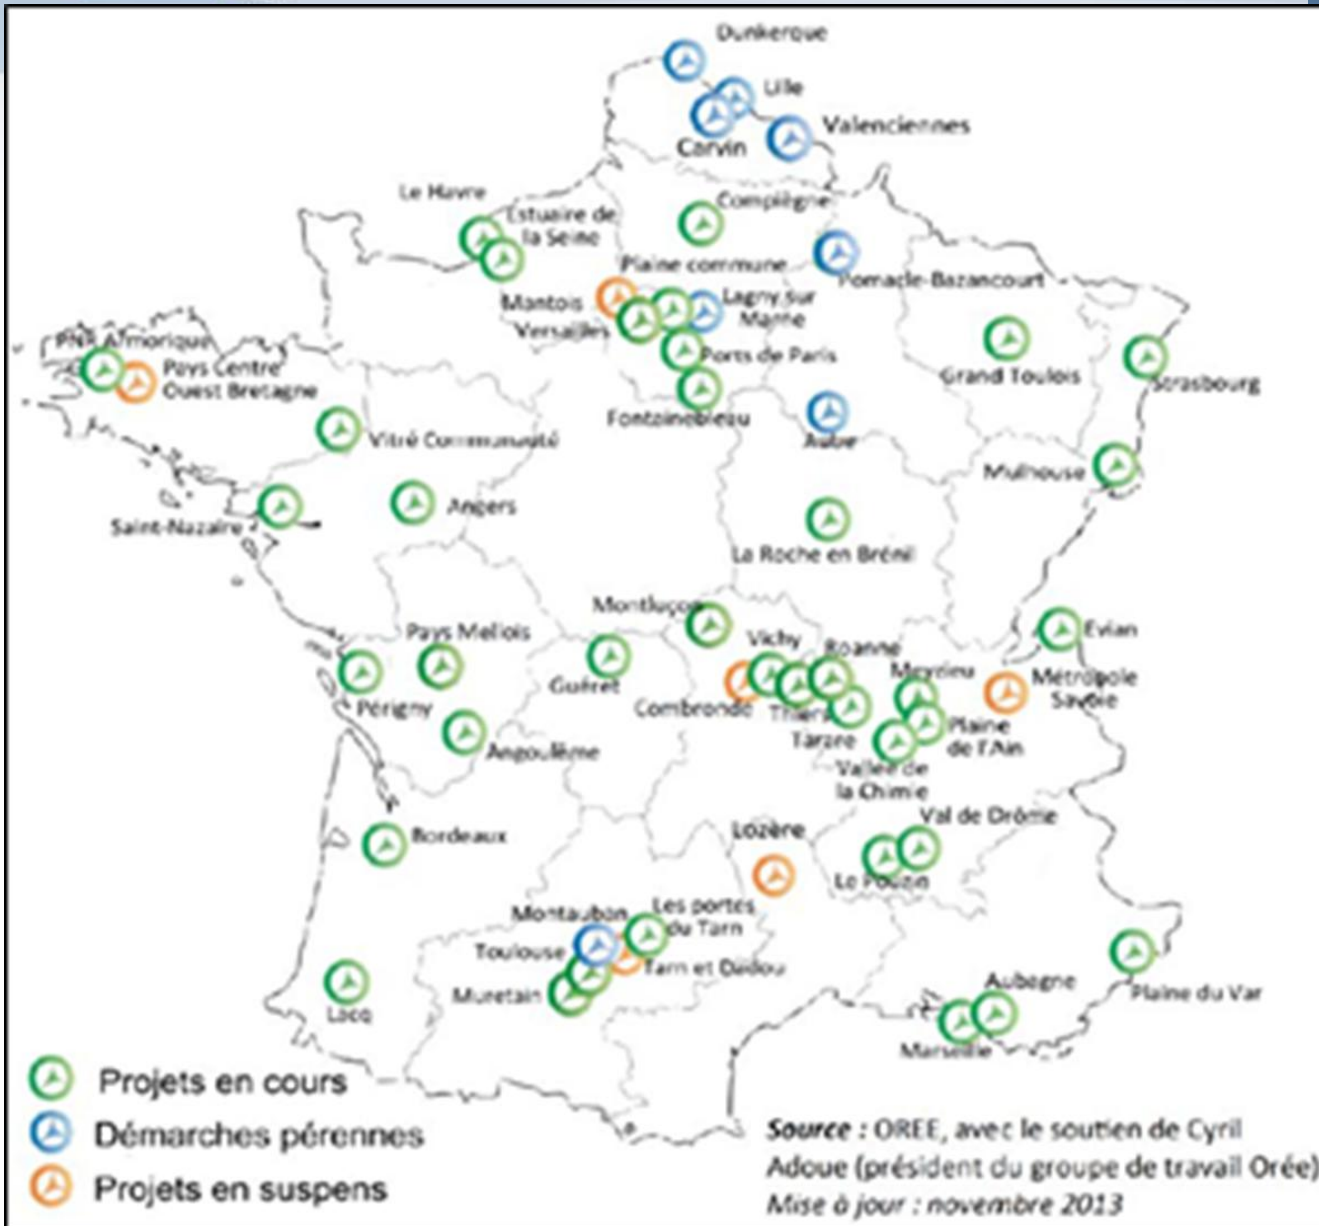 Dunkerque
Lille
Valenciennes
Carvin
Le Havre
Compiègne
Estuaire de
la Seine
Plaine commune
Pomacle-Bazancourt
Mantois
Lagny sur
Marne
Versailles
PNR Armorique
Pays Centre
Ouest Bretagne
Ports de Paris
Grand Toulois
Strasbourg
Fontainebleau
Aube
Vitré Communauté
Mulhouse
Angers
Saint-Nazaire
La Roche en Brénil
Montluçon
Pays Mellois
Vichy
Roanne
Evian
Guéret
Meyzieu
Métropole
Savoie
Périgny
Combronde
Thiers
Tarare
Plaine
de l'Ain
Angoulême
Vallée de
la Chimie
Val de Drôme
Bordeaux
Lozère
Le Pouzin
Montauban
Les portes
du Tarn
Toulouse
Tarn et Dadou
Muretain
Aubagne
Plaine du Var
Lacq
Marseille
Projets en cours
Démarches pérennes
Projets en suspens
Source : OREE, avec le soutien de Cyril
Adoue (président du groupe de travail Orée)
Mise à jour : novembre 2013